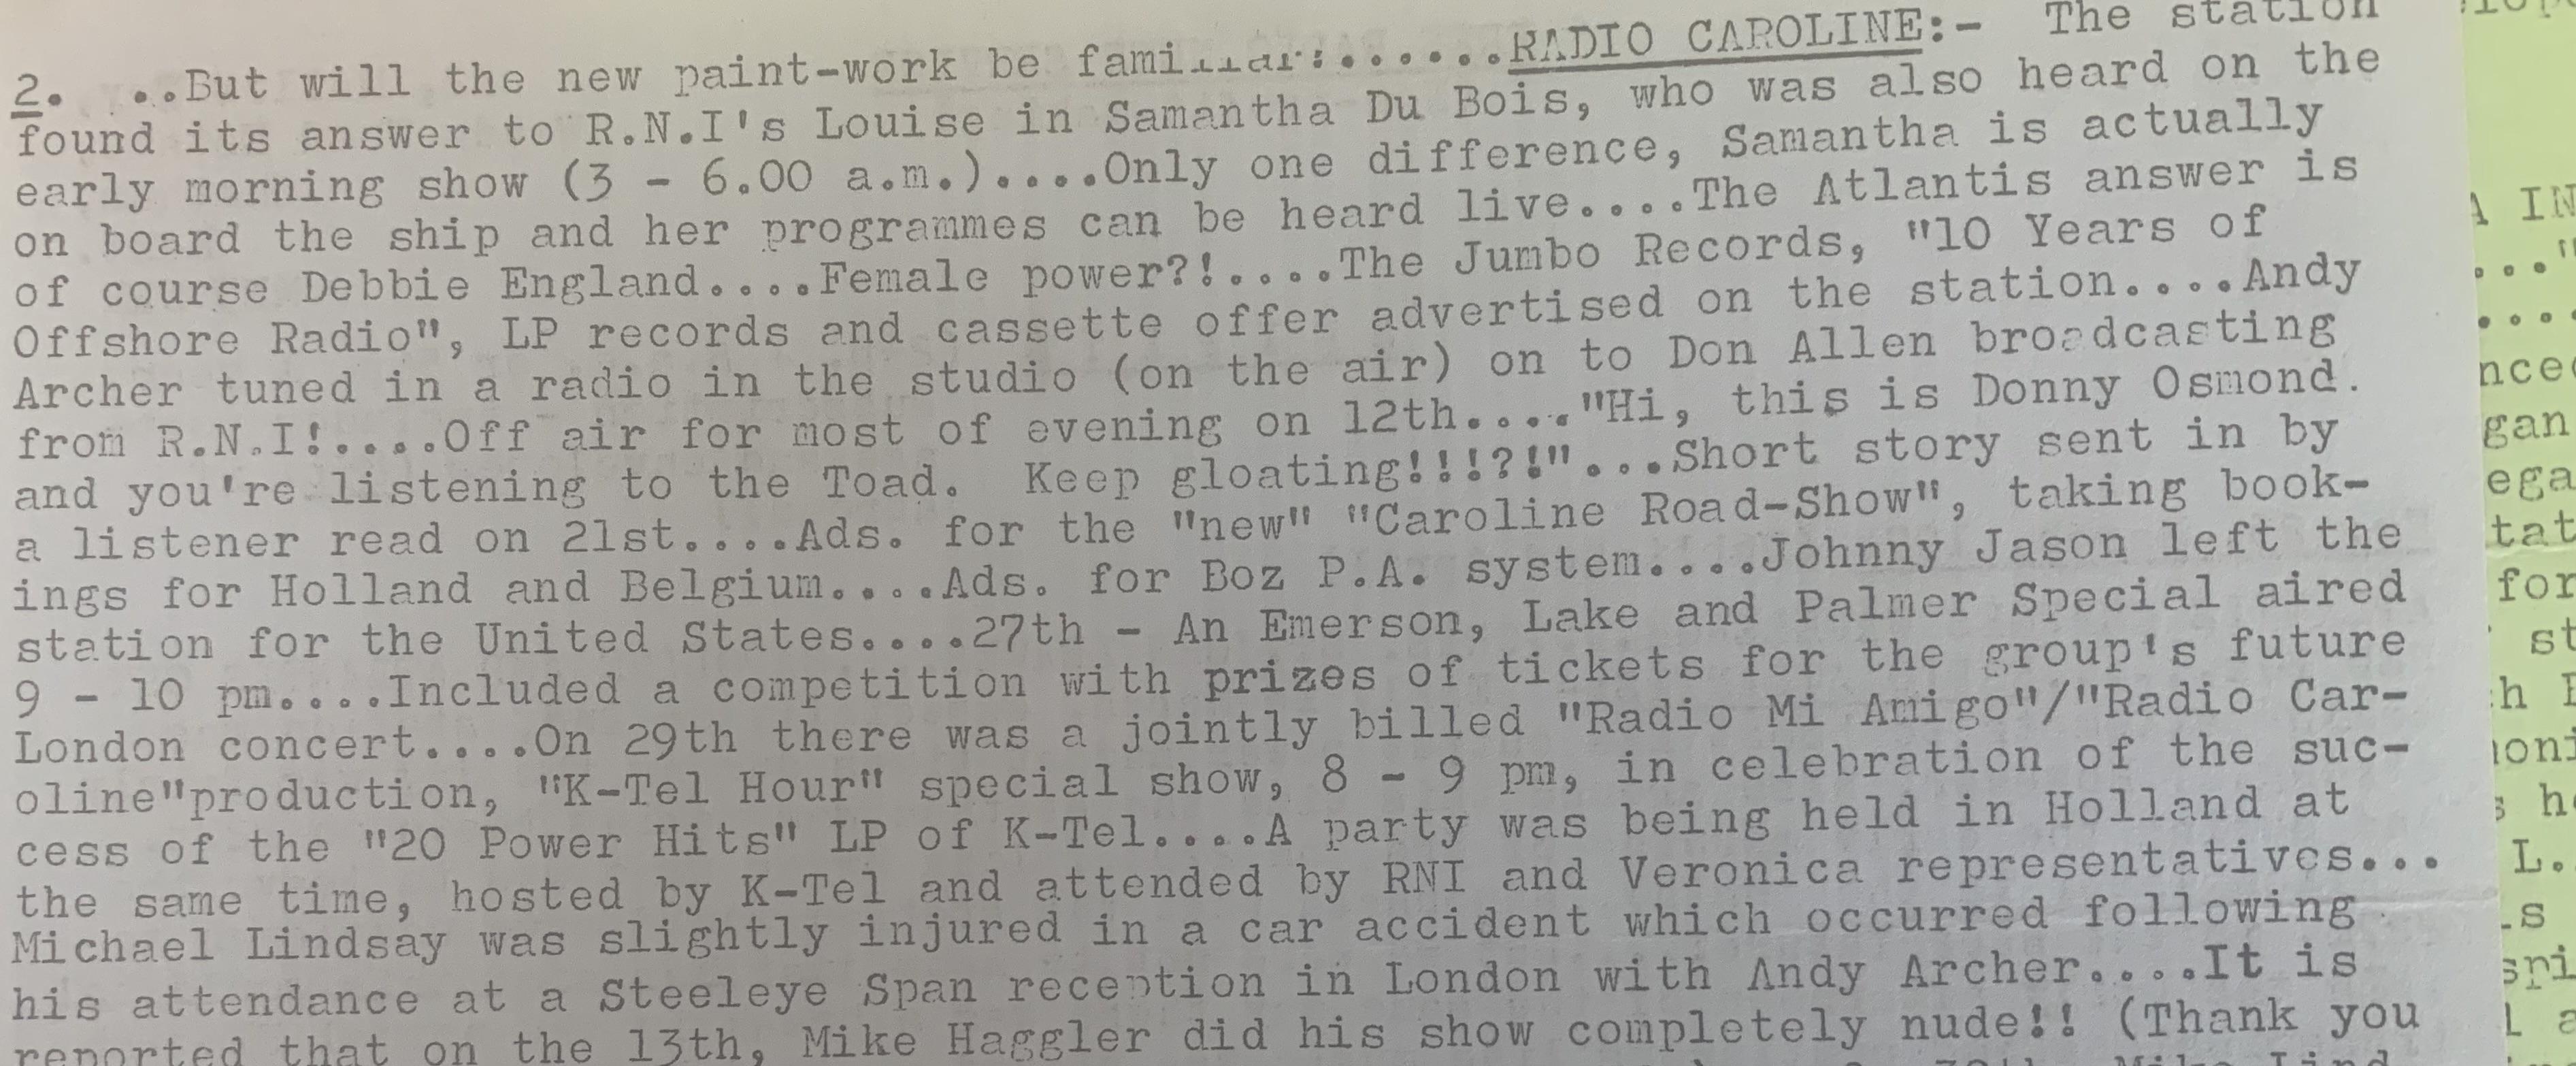 2. ..But will the new paint-work be familiar:......RADIO CAROLINE:- The station
found its answer to R.N.I's Louise in Samantha Du Bois, who was also heard on the
early morning show (3 - 6.00 a.m.)....Only one difference, Samantha is actually
on board the ship and her programmes can be heard live....The Atlantis answer is
of course Debbie England....Female power?!....The Jumbo Records, "10 Years of
Offshore Radio", LP records and cassette offer advertised on the station....Andy
Archer tuned in a radio in the studio (on the air) on to Don Allen broadcasting
from R.N.I!....Off air for most of evening on 12th...."Hi, this is Donny Osmond.
and you're listening to the Toad. Keep gloating!!!?!"...Short story sent in by
a listener read on 21st....Ads. for the "new" "Caroline Road-Show", taking book-
ings for Holland and Belgium....Ads. for Boz P.A. system....Johnny Jason left the
station for the United States....27th - An Emerson, Lake and Palmer Special aired
9 - 10 pm....Included a competition with prizes of tickets for the group's future
London concert....On 29th there was a jointly billed "Radio Mi Amigo"/"Radio Car-
oline"production, "K-Tel Hour" special show, 8 - 9 pm, in celebration of the suc-
cess of the "20 Power Hits" LP of K-Tel....A party was being held in Holland at
the same time, hosted by K-Tel and attended by RNI and Veronica representatives...
Michael Lindsay was slightly injured in a car accident which occurred following
his attendance at a Steeleye Span reception in London with Andy Archer....It is
reported that on the 13th, Mike Haggler did his show completely nude!! (Thank you